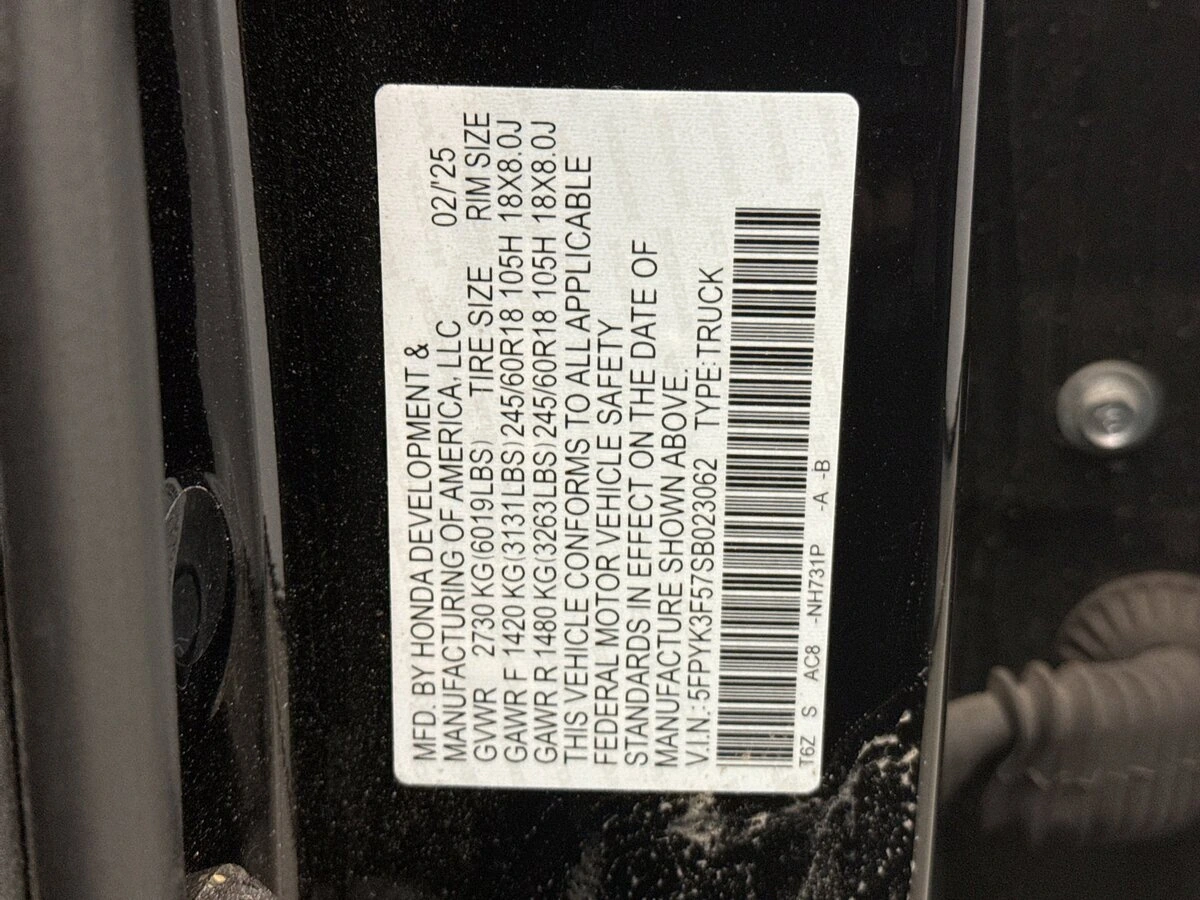 MFD. BY HONDA DEVELOPMENT &
MANUFACTURING OF AMERICA, LLC 02/'25
GVWR 2730 KG(6019LBS) TIRE SIZE RIM SIZE
GAWR F 1420 KG(3131LBS)245/60R18 105H 18X8.0J
GAWR R 1480 KG(3263LBS)245/60R18 105H 18X8.0J
THIS VEHICLE CONFORMS TO ALL APPLICABLE
FEDERAL MOTOR VEHICLE SAFETY
STANDARDS IN EFFECT ON THE DATE OF
MANUFACTURE SHOWN ABOVE.
V.I.N.:5FPYK3F57SB023062 TYPE:TRUCK
T6Z S AC8 -NH731P -A -B